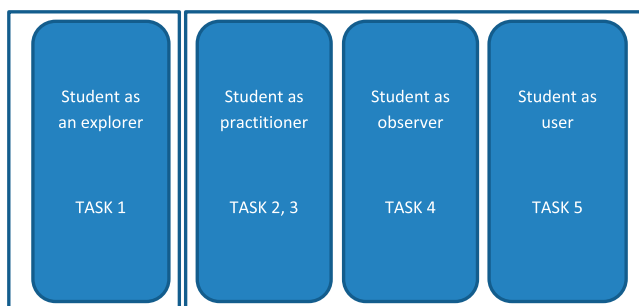 Student as
an explorer
TASK 1
Student as
practitioner
TASK 2, 3
Student as
observer
TASK 4
Student as
user
TASK 5